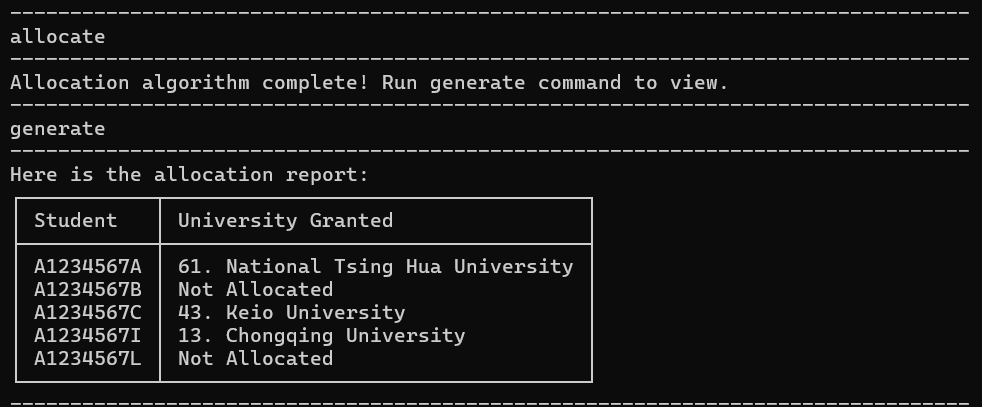 allocate
Allocation algorithm complete! Run generate command to view.
generate
Here is the allocation report:
Student University Granted
A1234567A 61. National Tsing Hua University
A1234567B Not Allocated
A1234567C 43. Keio University
A1234567I 13. Chongqing University
A1234567L Not Allocated